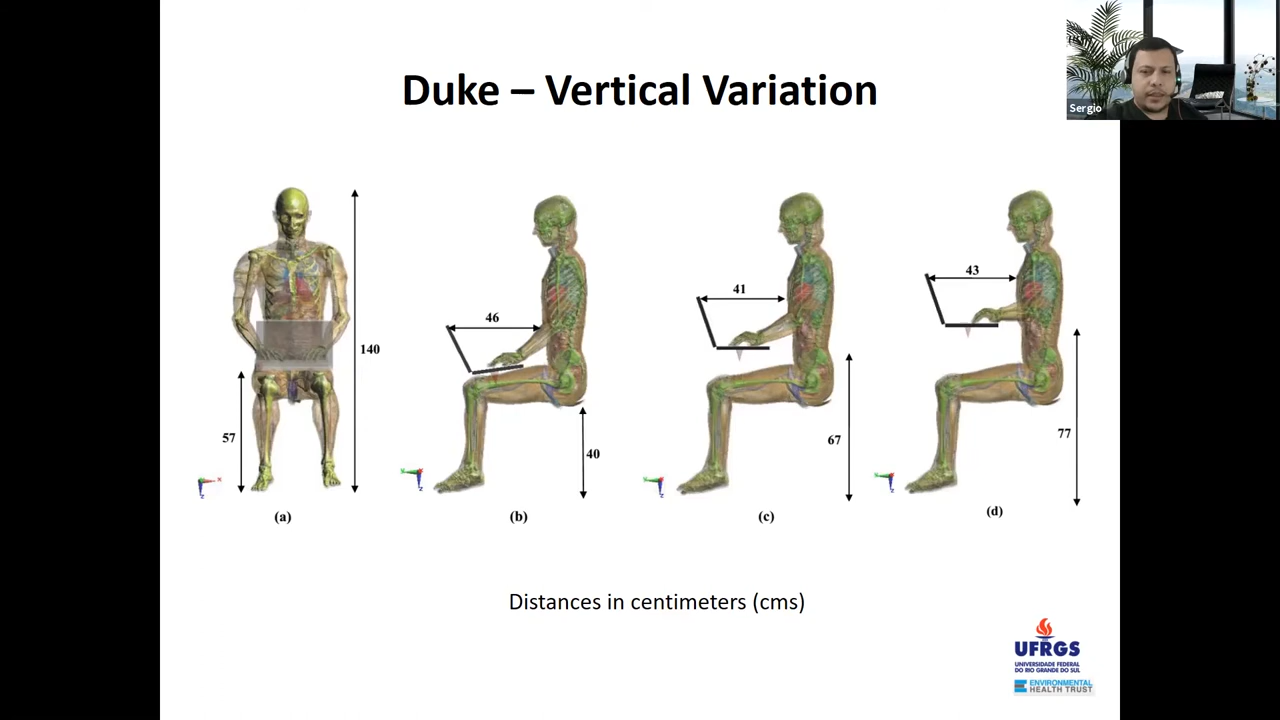 Duke – Vertical Variation
Sergio
140
57
(a)
46
40
(b)
41
67
(c)
43
77
(d)
Distances in centimeters (cms)
UFRGS
UNIVERSIDADE FEDERAL
DO RIO GRANDE DO SUL
ENVIRONMENTAL
HEALTH TRUST